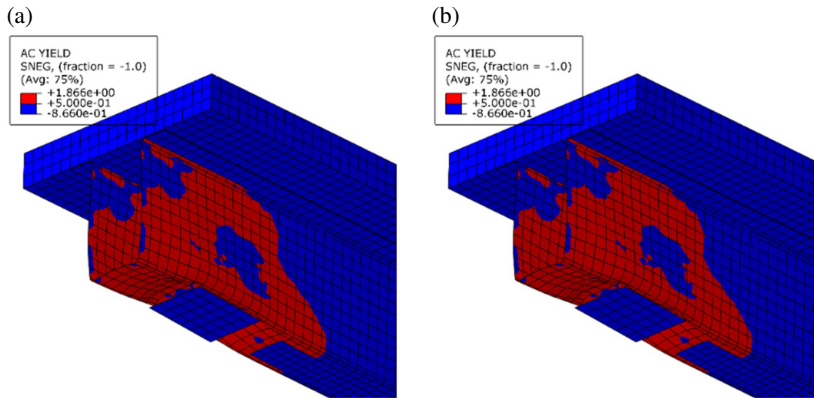 (a)
AC YIELD
SNEG, (fraction = -1.0)
(Avg: 75%)
+1.866e+00
+5.000e-01
-8.660e-01
(b)
AC YIELD
SNEG, (fraction = -1.0)
(Avg: 75%)
+1.866e+00
+5.000e-01
-8.660e-01